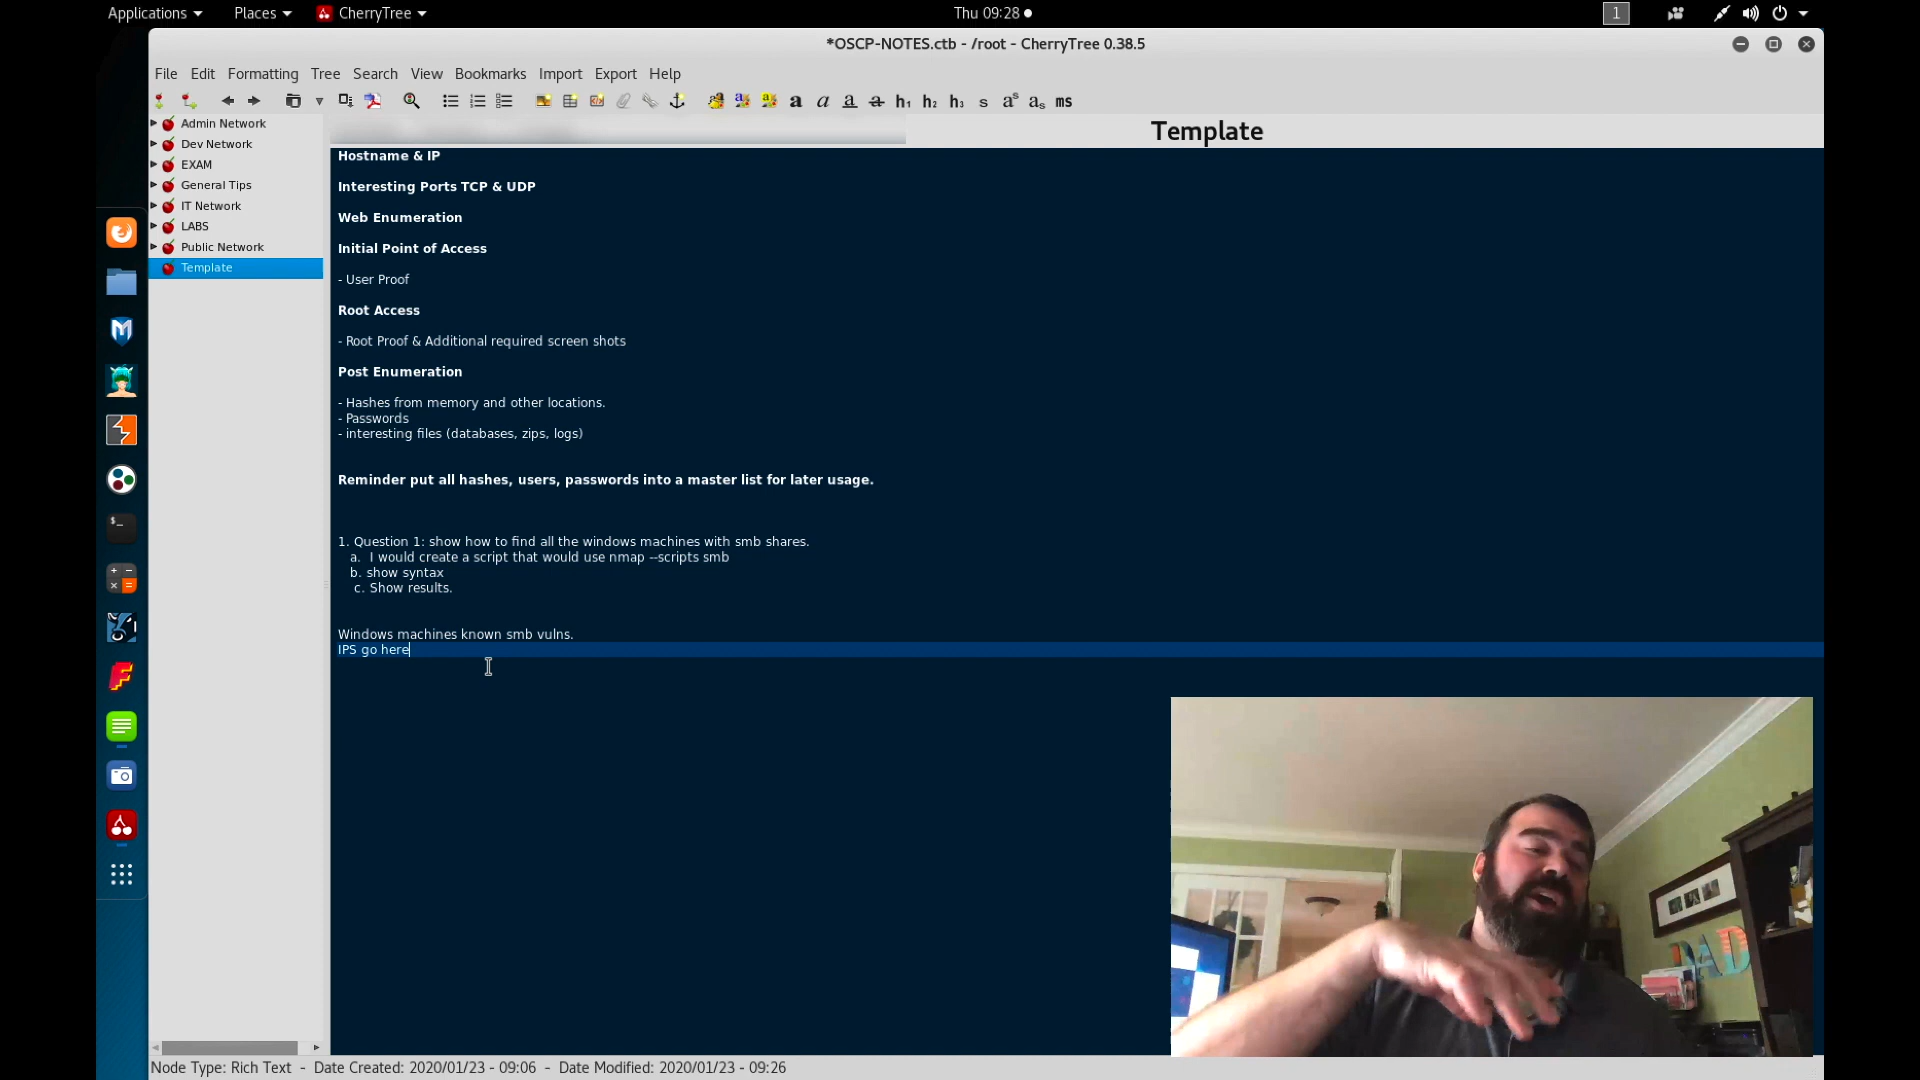 Applications
Places
CherryTree
Thu 09:28
1
*OSCP-NOTES.ctb - /root - CherryTree 0.38.5
File Edit Formatting Tree Search View Bookmarks Import Export Help
a a a a h1 h2 h3 s aˢ aₛ ms
Admin Network
Dev Network
EXAM
General Tips
IT Network
LABS
Public Network
Template
Template
Hostname & IP
Interesting Ports TCP & UDP
Web Enumeration
Initial Point of Access
- User Proof
Root Access
- Root Proof & Additional required screen shots
Post Enumeration
- Hashes from memory and other locations.
- Passwords
- interesting files (databases, zips, logs)
Reminder put all hashes, users, passwords into a master list for later usage.
1. Question 1: show how to find all the windows machines with smb shares.
a. I would create a script that would use nmap --scripts smb
b. show syntax
c. Show results.
Windows machines known smb vulns.
IPS go here
DAD
Node Type: Rich Text - Date Created: 2020/01/23 - 09:06 - Date Modified: 2020/01/23 - 09:26